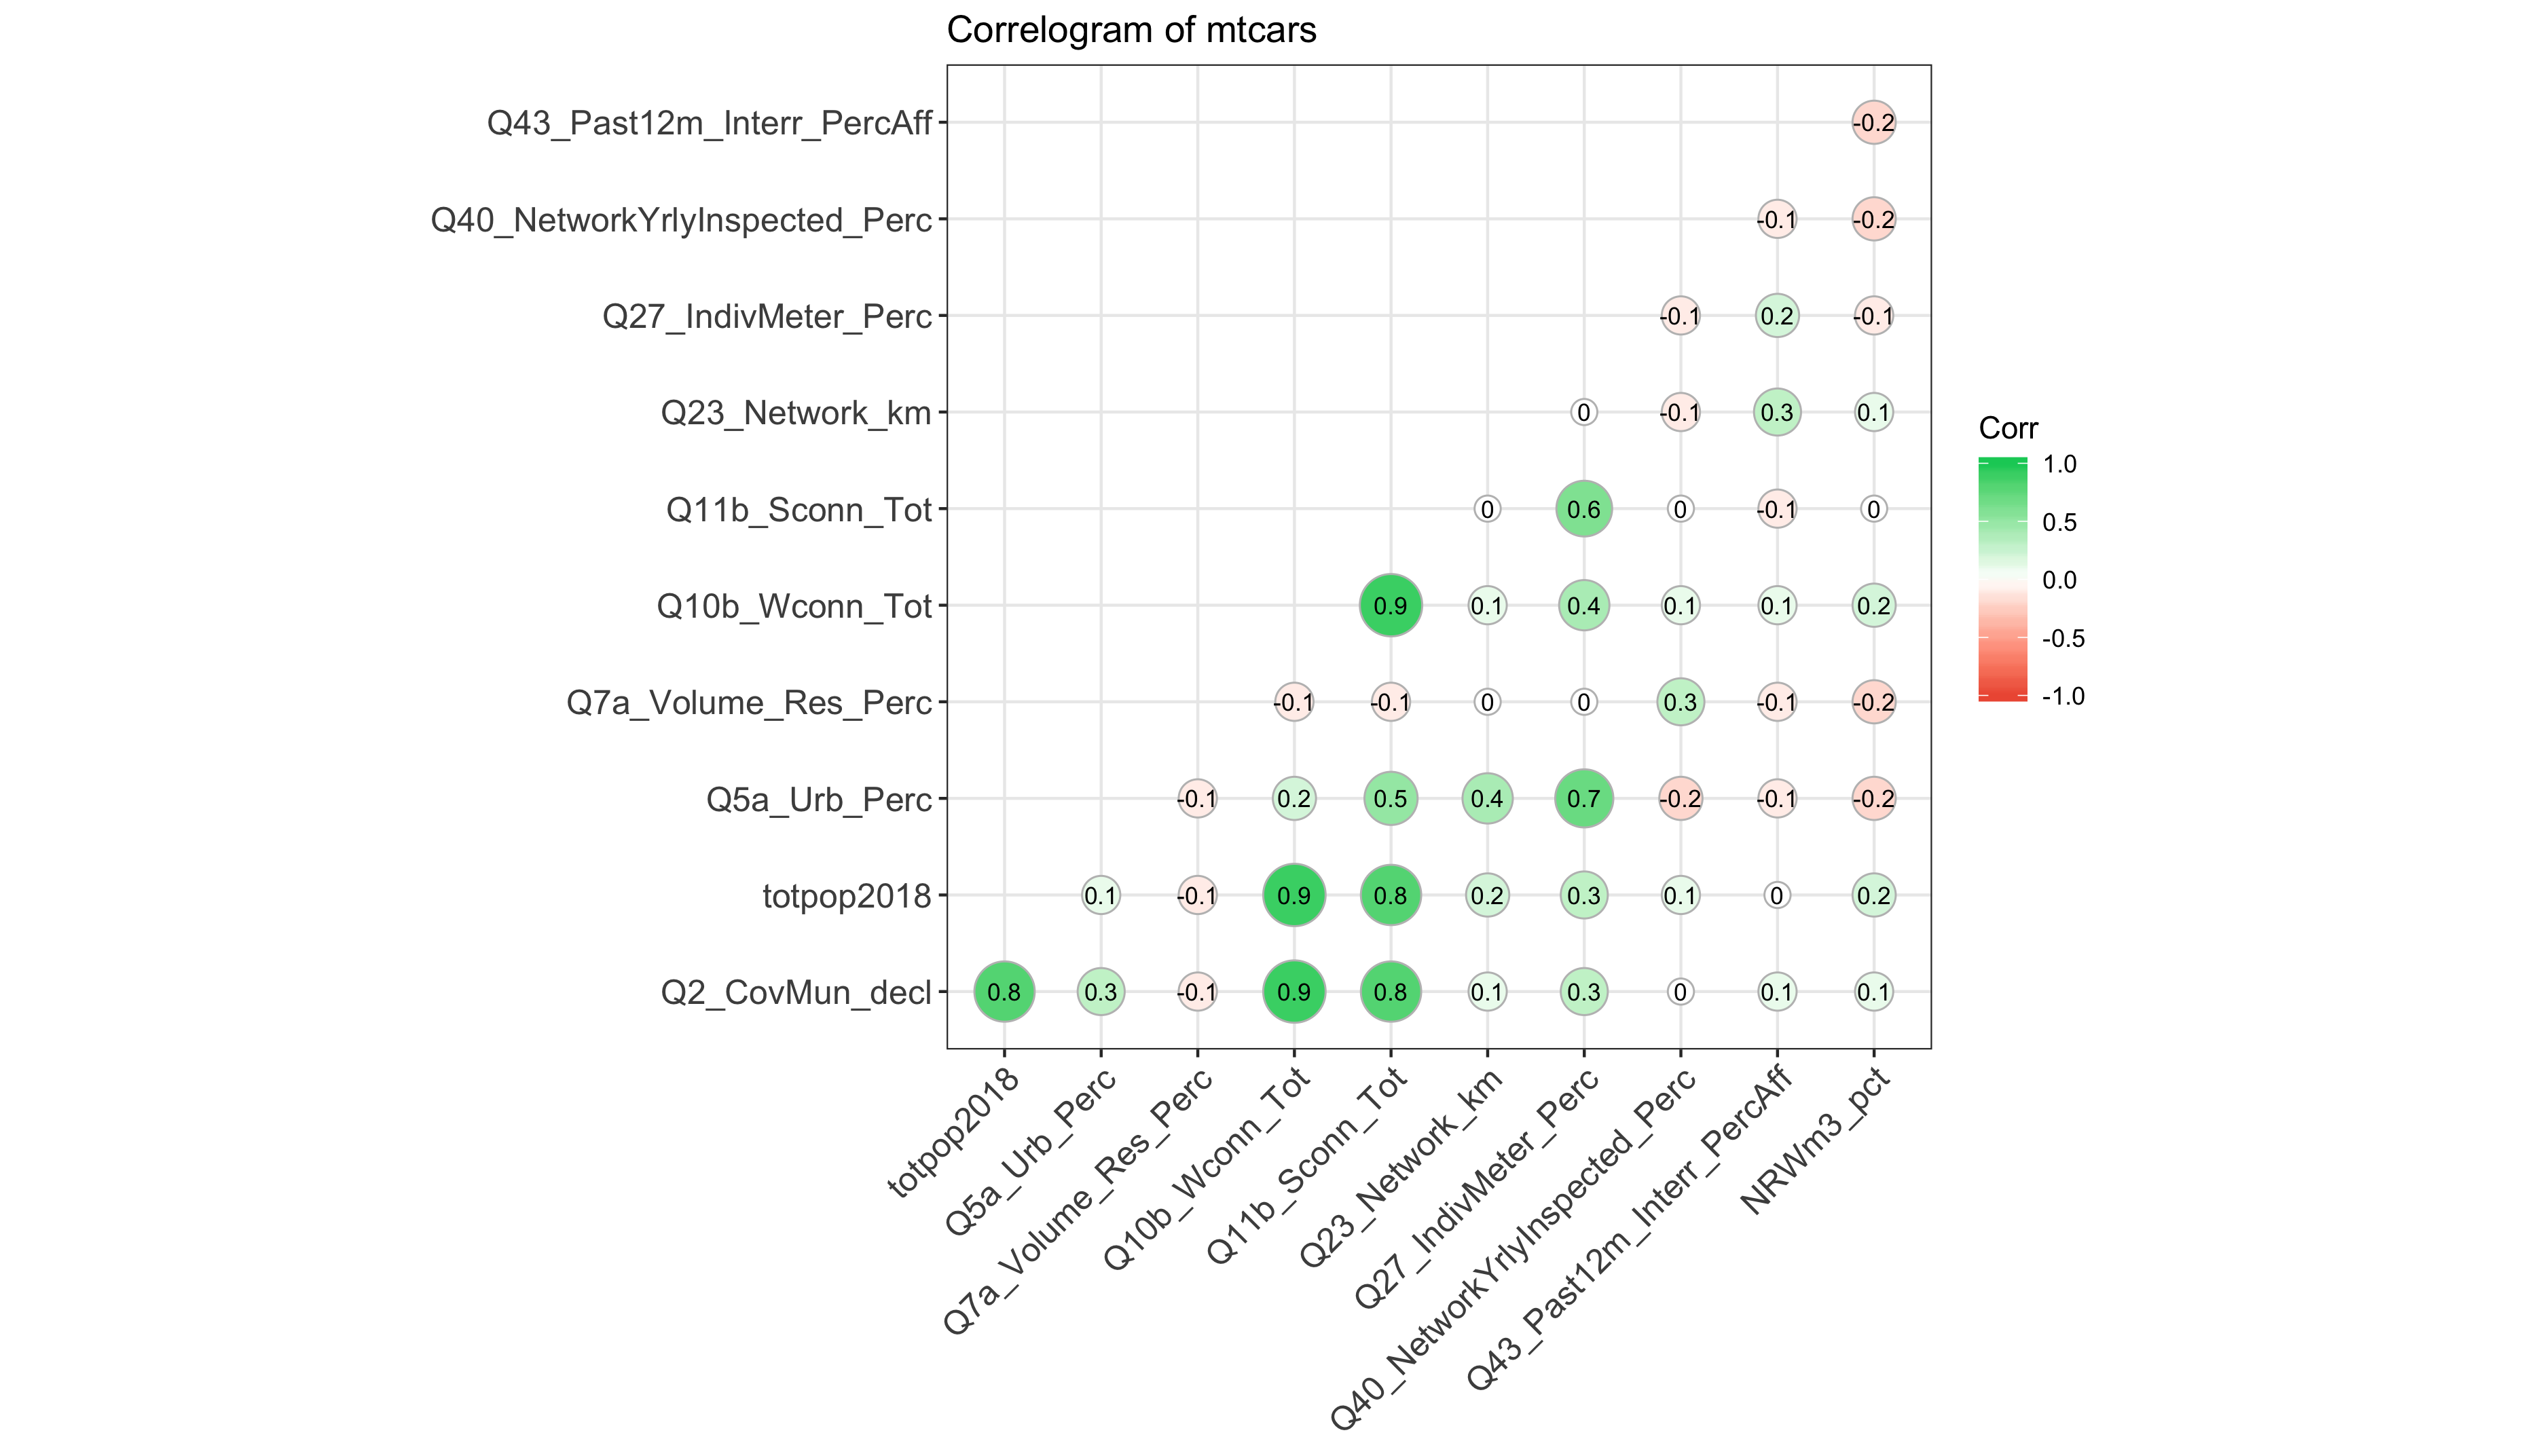 Correlogram of mtcars
Q43_Past12m_Interr_PercAff -0.2
Q40_NetworkYrlyInspected_Perc -0.1 -0.2
Q27_IndivMeter_Perc -0.1 0.2 -0.1
Q23_Network_km 0 -0.1 0.3 0.1
Q11b_Sconn_Tot 0 0.6 0 -0.1 0
Q10b_Wconn_Tot 0.9 0.1 0.4 0.1 0.1 0.2
Q7a_Volume_Res_Perc -0.1 -0.1 0 0 0.3 -0.1 -0.2
Q5a_Urb_Perc -0.1 0.2 0.5 0.4 0.7 -0.2 -0.1 -0.2
totpop2018 0.1 -0.1 0.9 0.8 0.2 0.3 0.1 0 0.2
Q2_CovMun_decl 0.8 0.3 -0.1 0.9 0.8 0.1 0.3 0 0.1 0.1
totpop2018
Q5a_Urb_Perc
Q7a_Volume_Res_Perc
Q10b_Wconn_Tot
Q11b_Sconn_Tot
Q23_Network_km
Q27_IndivMeter_Perc
Q40_NetworkYrlyInspected_Perc
Q43_Past12m_Interr_PercAff
NRWm3_pct
Corr
1.0
0.5
0.0
-0.5
-1.0